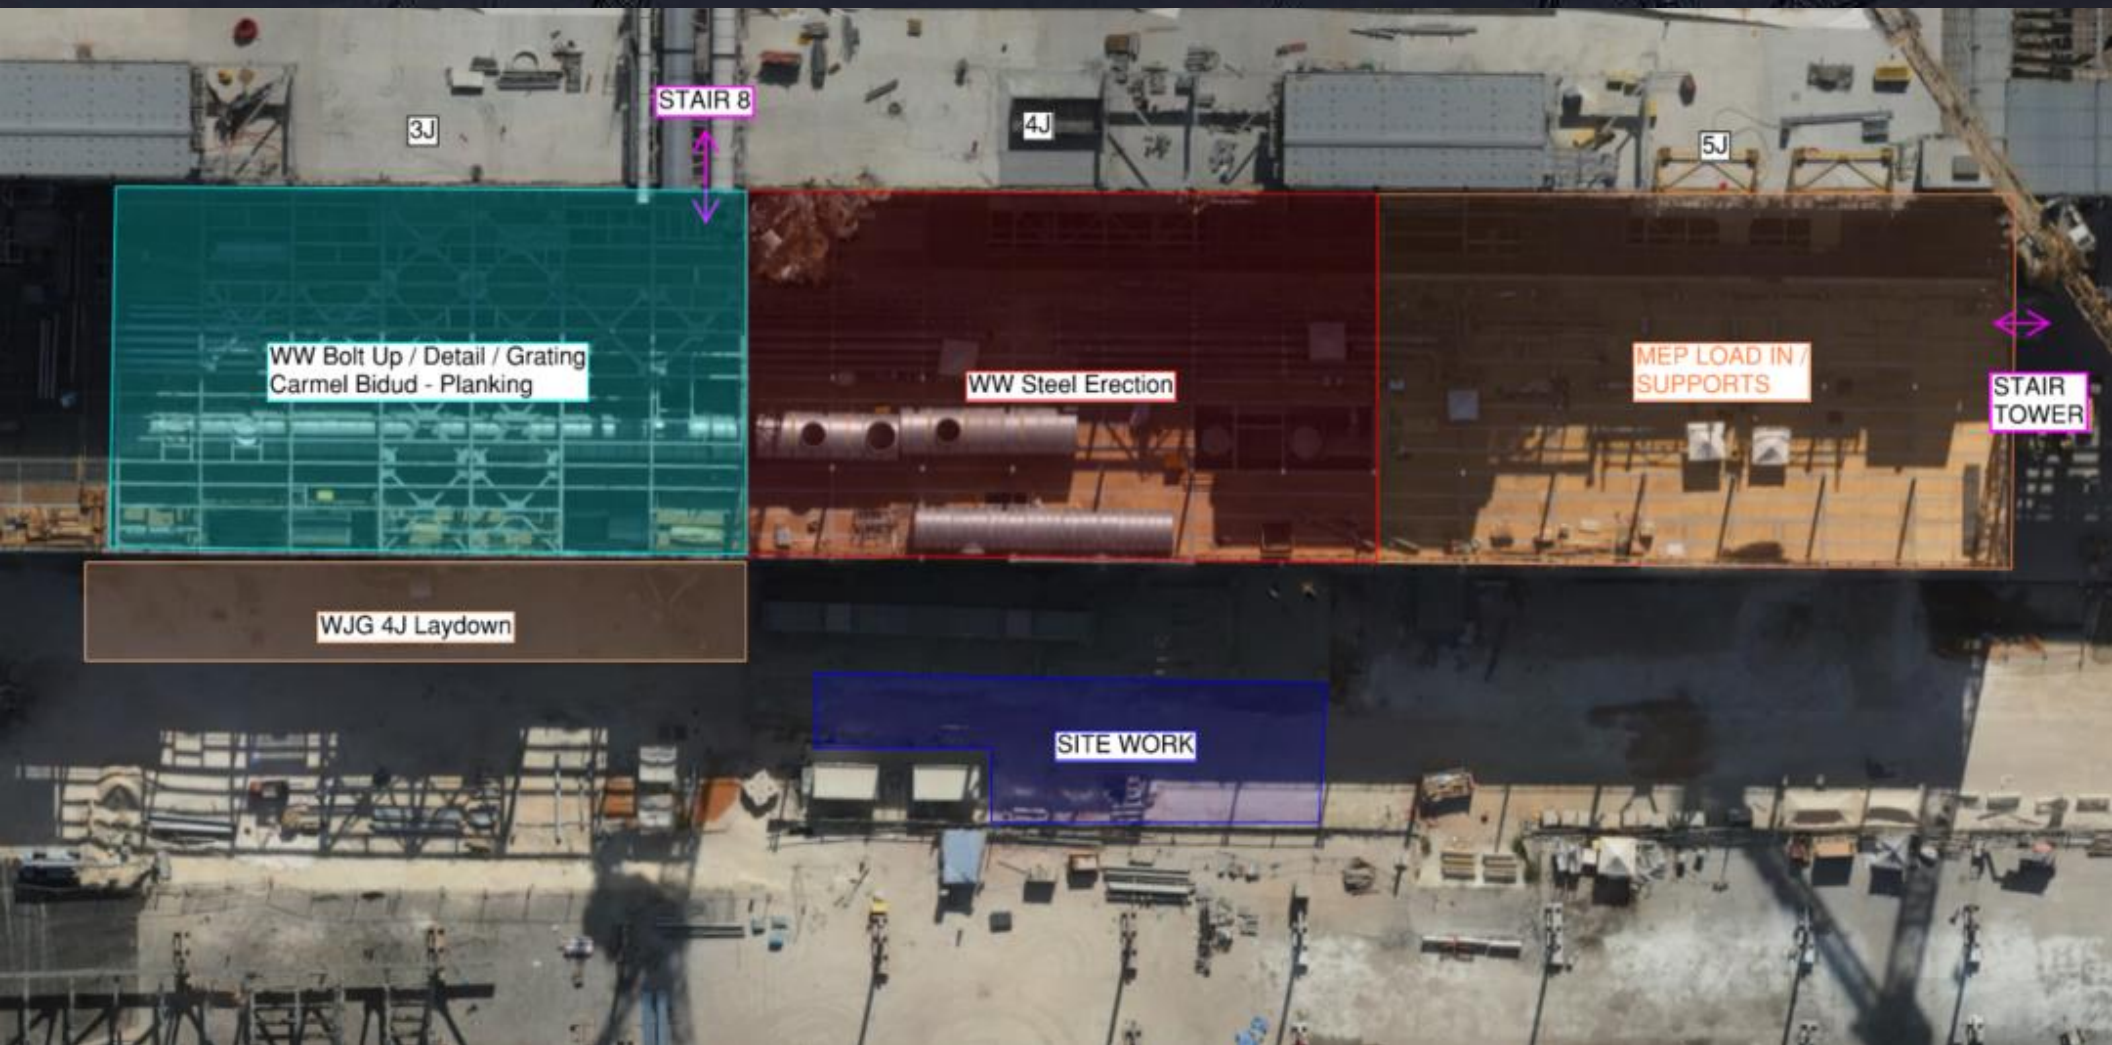 STAIR 8
3J
4J
5J
WW Bolt Up / Detail / Grating
Carmel Bidud - Planking
WW Steel Erection
MEP LOAD IN /
SUPPORTS
STAIR
TOWER
WJG 4J Laydown
SITE WORK